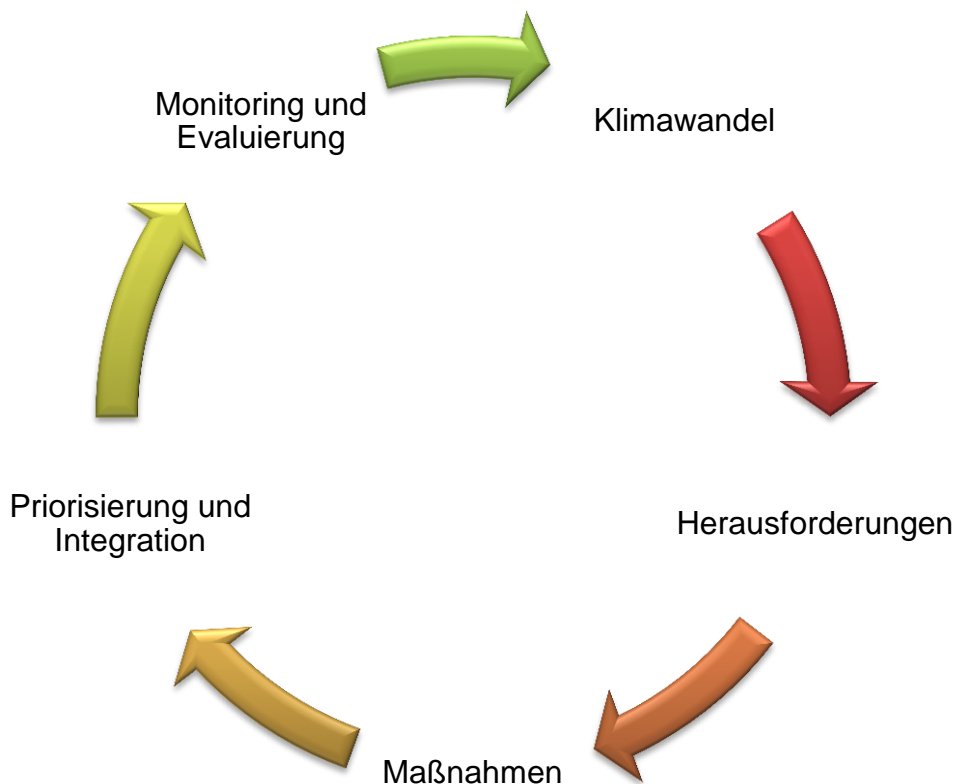 Monitoring und
Evaluierung
Klimawandel
Priorisierung und
Integration
Herausforderungen
Maßnahmen